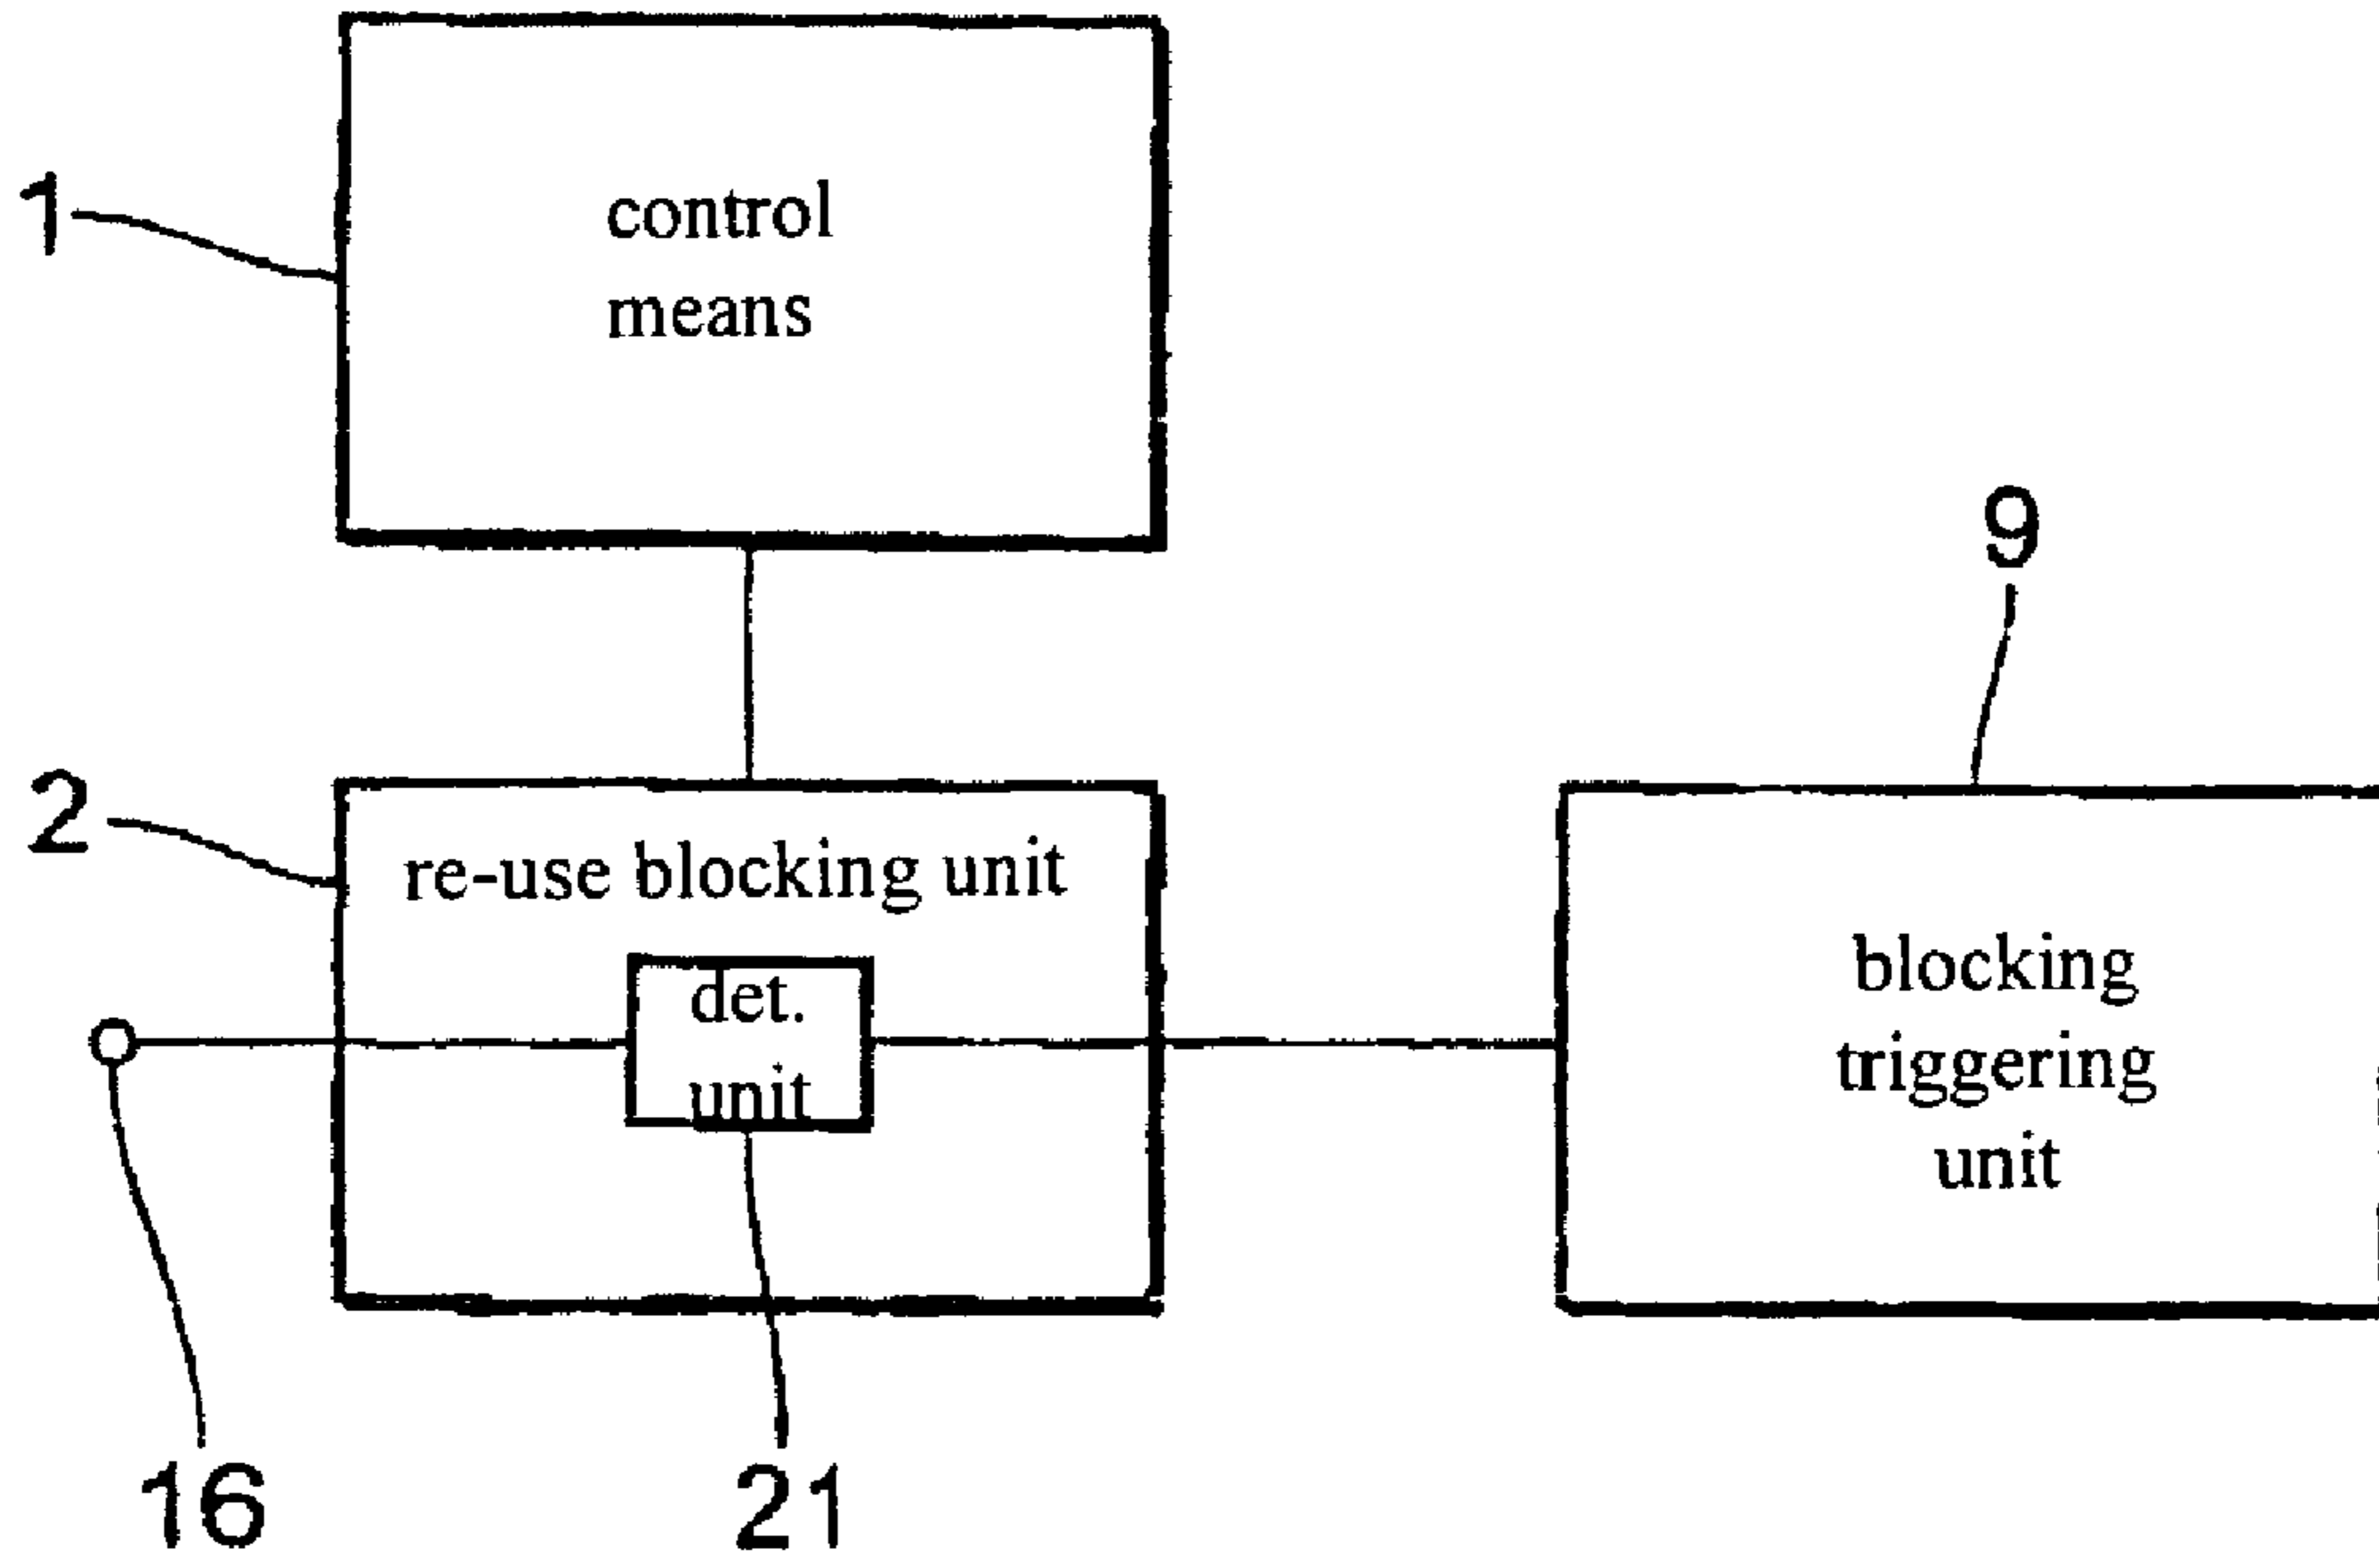 1
control
means
9
2
re-use blocking unit
det.
unit
blocking
triggering
unit
16
21